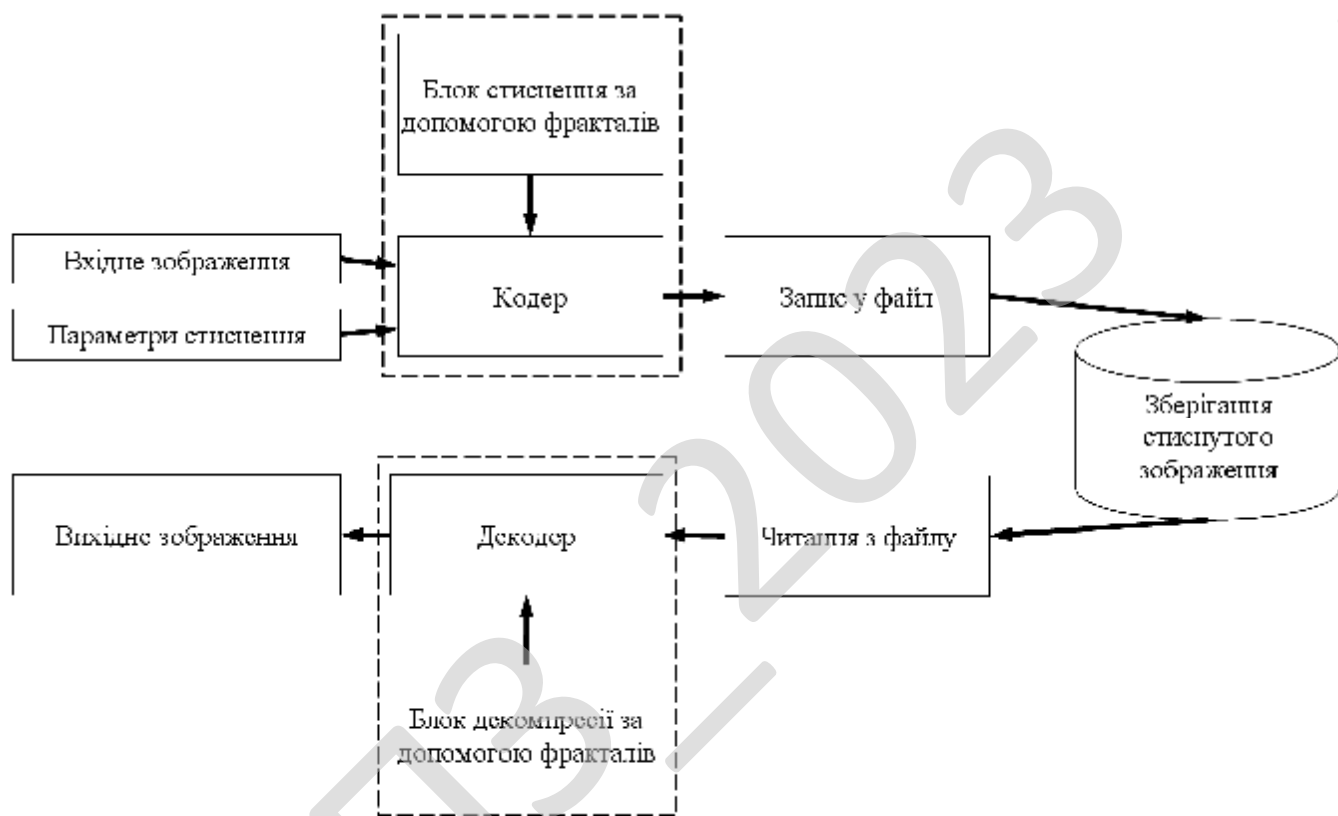 Блок стиснення за
допомогою фракталів
Вхідне зображення
Параметри стиснення
Кодер
Запис у файл
Зберігання
стиснутого
зображення
Вихідне зображення
Декодер
Читання з файлу
Блок декомпресії за
допомогою фракталів
ПЗ_2023